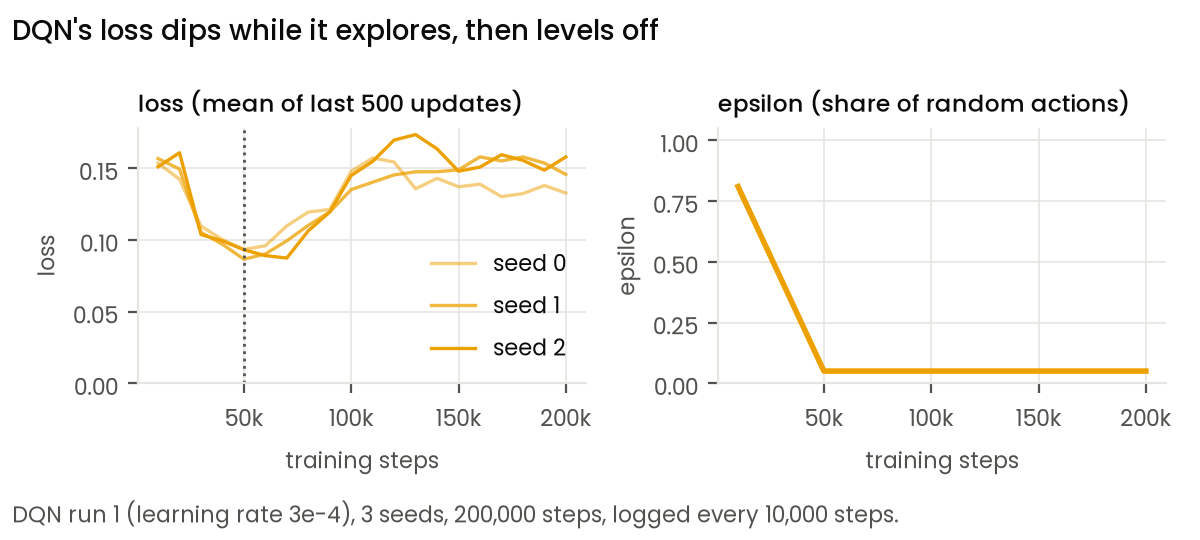 DQN's loss dips while it explores, then levels off
loss (mean of last 500 updates)
loss
0.15
0.10
0.05
0.00
50k
100k
150k
200k
training steps
seed 0
seed 1
seed 2
epsilon (share of random actions)
epsilon
1.00
0.75
0.50
0.25
0.00
50k
100k
150k
200k
training steps
DQN run 1 (learning rate 3e-4), 3 seeds, 200,000 steps, logged every 10,000 steps.